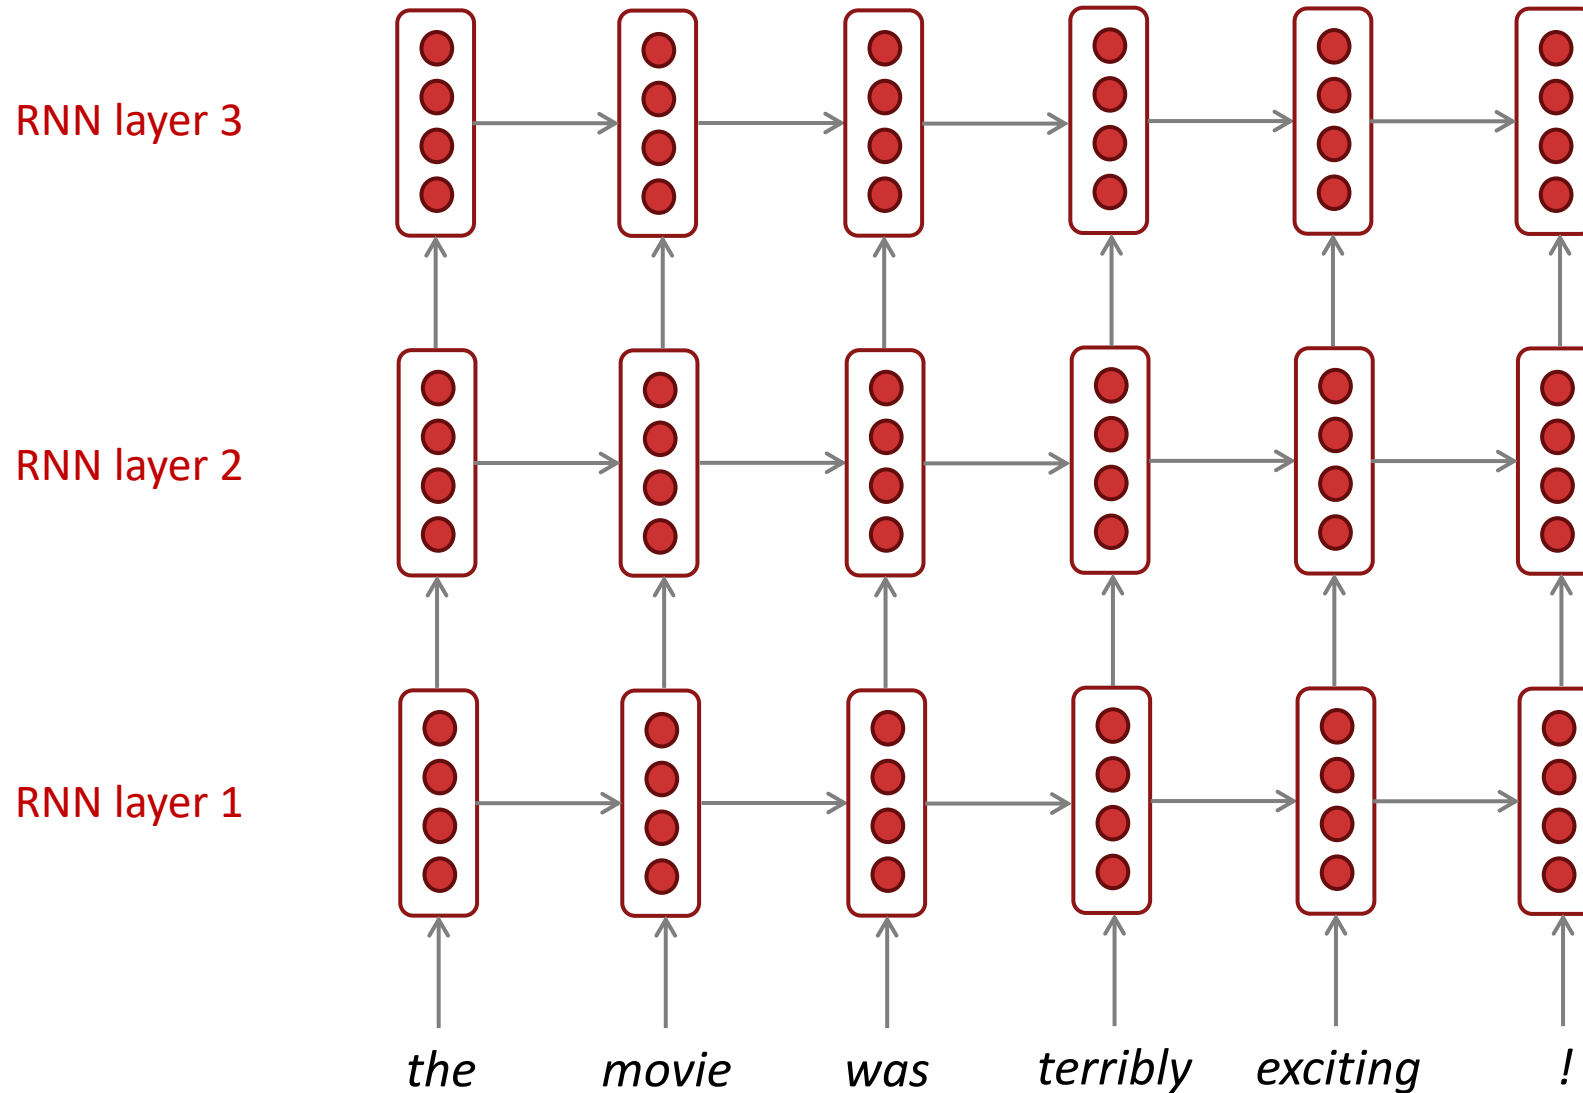 RNN layer 3
RNN layer 2
RNN layer 1
the movie was terribly exciting !